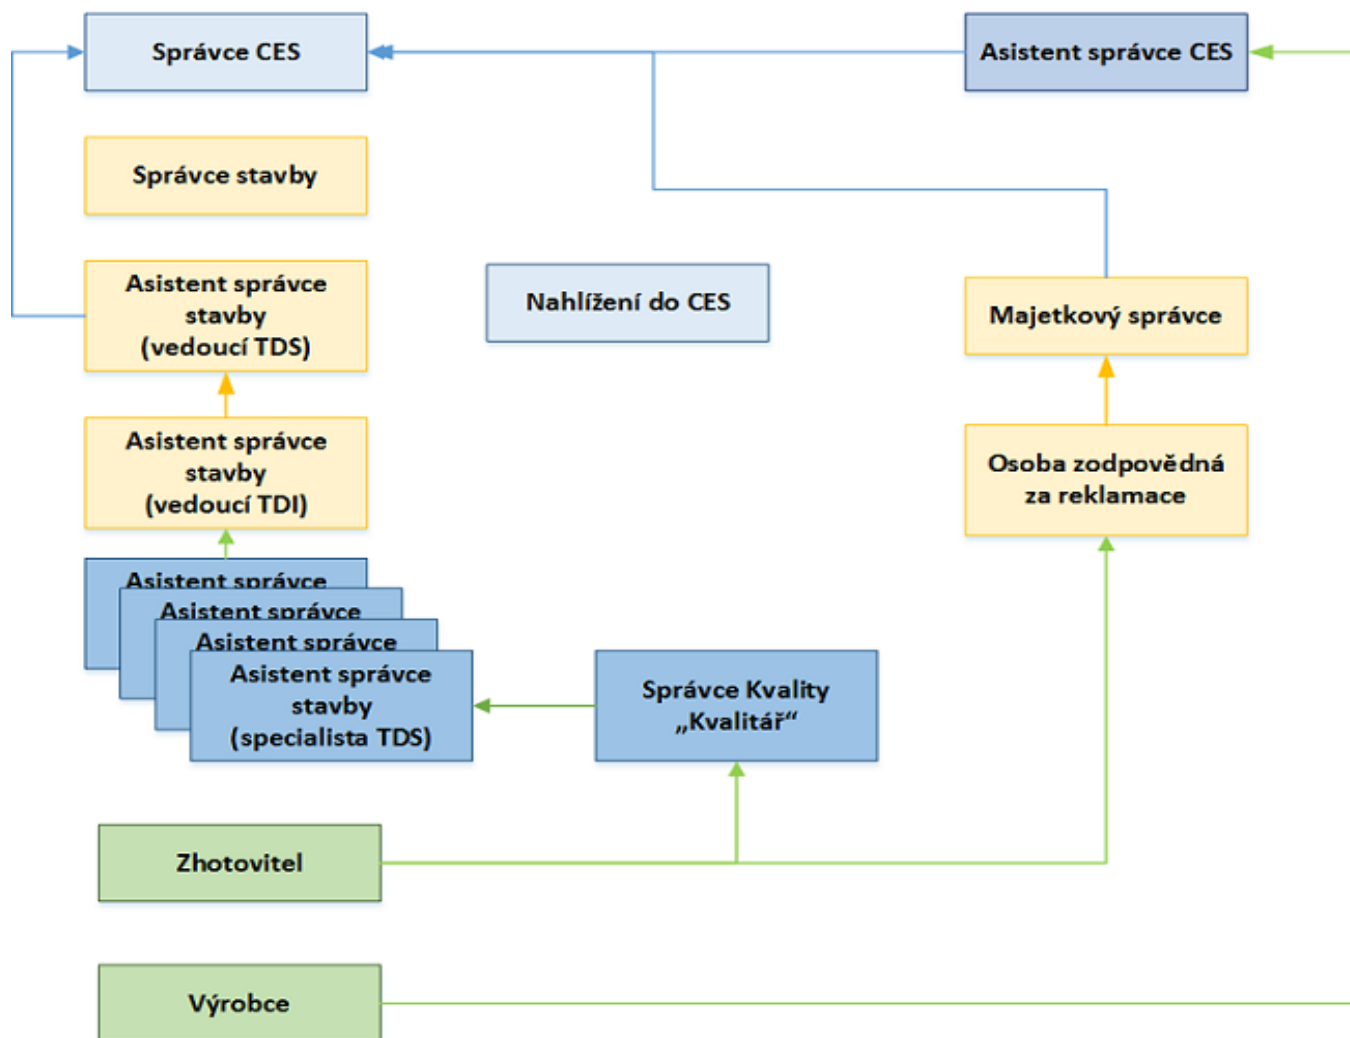 Správce CES
Asistent správce CES
Správce stavby
Asistent správce
stavby
(vedoucí TDS)
Nahlížení do CES
Majetkový správce
Asistent správce
stavby
(vedoucí TDI)
Osoba zodpovědná
za reklamace
Asistent správce
Asistent správce
Asistent správce
Asistent správce
stavby
(specialista TDS)
Správce Kvality
„Kvalitář“
Zhotovitel
Výrobce